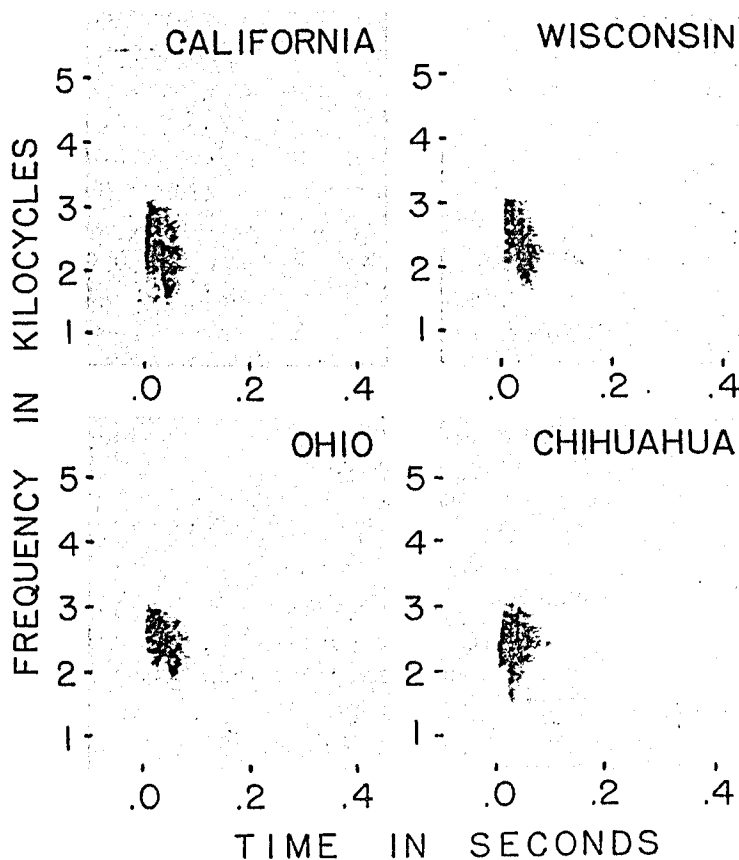 FREQUENCY IN KILOCYCLES
CALIFORNIA
5
4
3
2
1
.0 .2 .4
WISCONSIN
5
4
3
2
1
.0 .2 .4
OHIO
5
4
3
2
1
.0 .2 .4
CHIHUAHUA
5
4
3
2
1
.0 .2 .4
TIME IN SECONDS